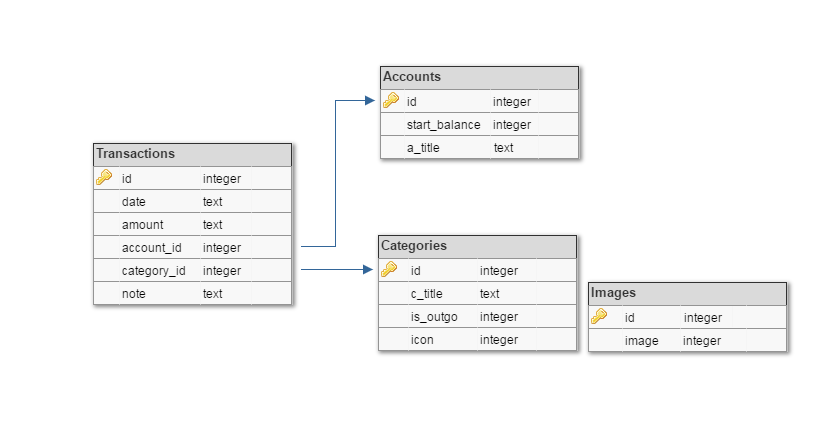 Accounts
id integer
start_balance integer
a_title text
Transactions
id integer
date text
amount text
account_id integer
category_id integer
note text
Categories
id integer
c_title text
is_outgo integer
icon integer
Images
id integer
image integer